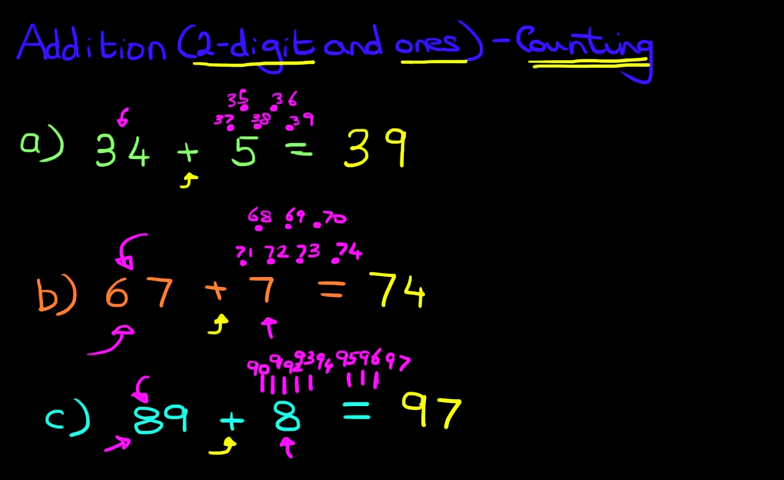 Addition (2-digit and ones) - Counting
35 36
37 38 39
a) 34 + 5 = 39
68 69 70
71 72 73 74
b) 67 + 7 = 74
90 91 92 93 94 95 96 97
c) 89 + 8 = 97